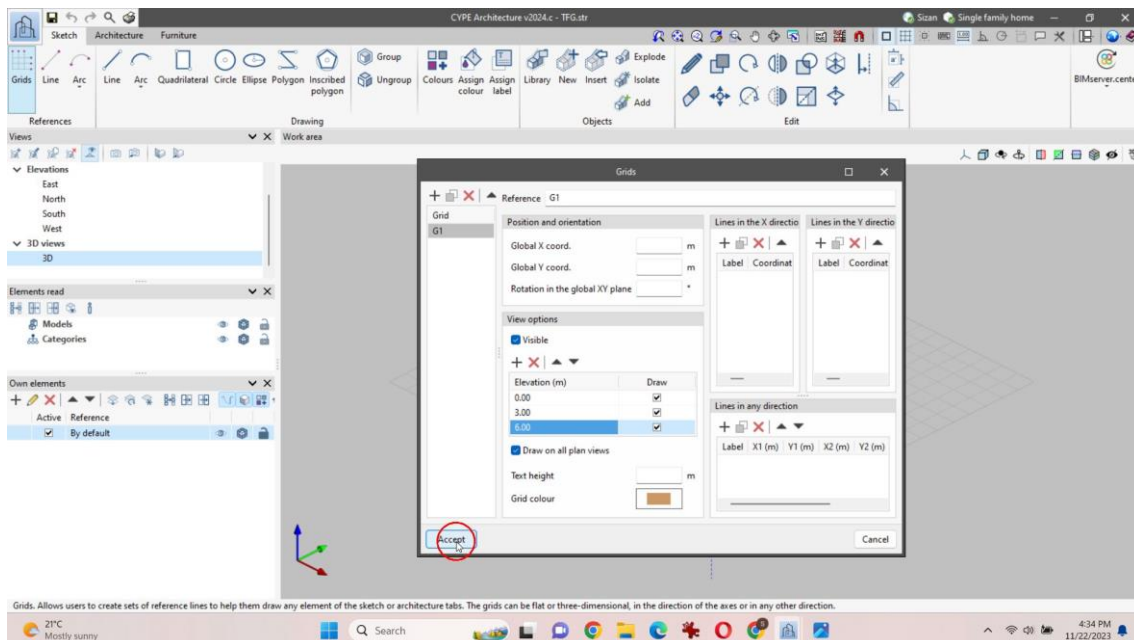 CYPE Architecture v2024.c - TFG.str
Sizan
Single family home
Sketch Architecture Furniture
Grids Line Arc
Line Arc Quadrilateral Circle Ellipse Polygon Inscribed polygon
Group
Ungroup
Colours Assign colour Assign label
Library New Insert
Explode
Isolate
Add
BIMserver.cente
References Drawing Objects Edit
Views
Work area
Elevations
East
North
South
West
3D views
3D
Elements read
Models
Categories
Own elements
Active Reference
By default
Grids
Reference G1
Grid
G1
Position and orientation
Global X coord. m
Global Y coord. m
Rotation in the global XY plane °
View options
Visible
Elevation (m) Draw
0.00
3.00
6.00
Draw on all plan views
Text height m
Grid colour
Lines in the X directio
Label Coordinat
Lines in the Y directio
Label Coordinat
Lines in any direction
Label X1 (m) Y1 (m) X2 (m) Y2 (m)
Accept
Cancel
Grids. Allows users to create sets of reference lines to help them draw any element of the sketch or architecture tabs. The grids can be flat or three-dimensional, in the direction of the axes or in any other direction.
21°C
Mostly sunny
Search
4:34 PM
11/22/2023